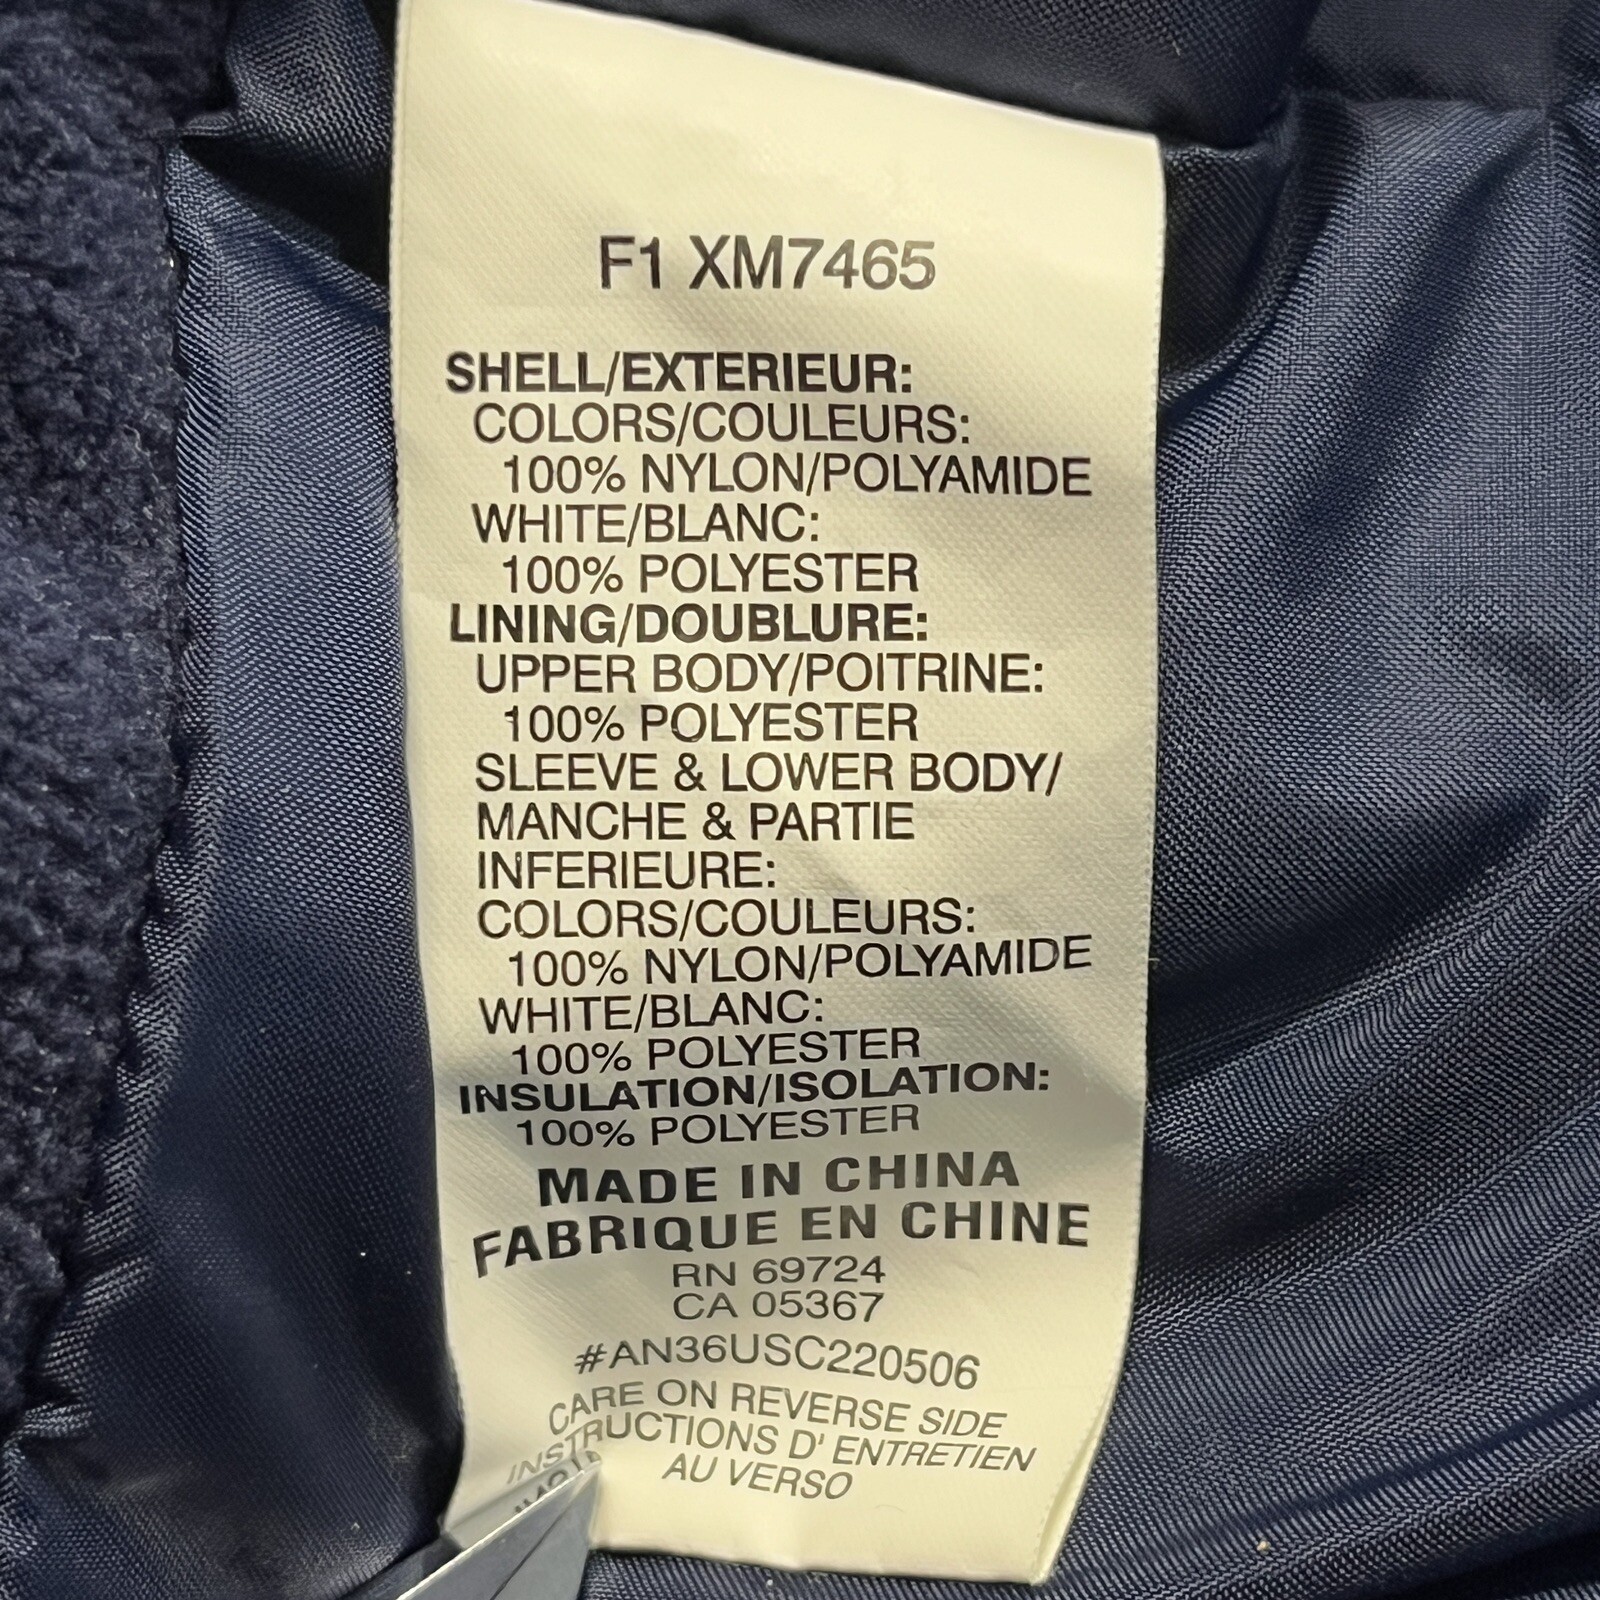 F1 XM7465
SHELL/EXTERIEUR:
COLORS/COULEURS:
100% NYLON/POLYAMIDE
WHITE/BLANC:
100% POLYESTER
LINING/DOUBLURE:
UPPER BODY/POITRINE:
100% POLYESTER
SLEEVE & LOWER BODY/
MANCHE & PARTIE
INFERIEURE:
COLORS/COULEURS:
100% NYLON/POLYAMIDE
WHITE/BLANC:
100% POLYESTER
INSULATION/ISOLATION:
100% POLYESTER
MADE IN CHINA
FABRIQUE EN CHINE
RN 69724
CA 05367
#AN36USC220506
CARE ON REVERSE SIDE
INSTRUCTIONS D' ENTRETIEN
AU VERSO